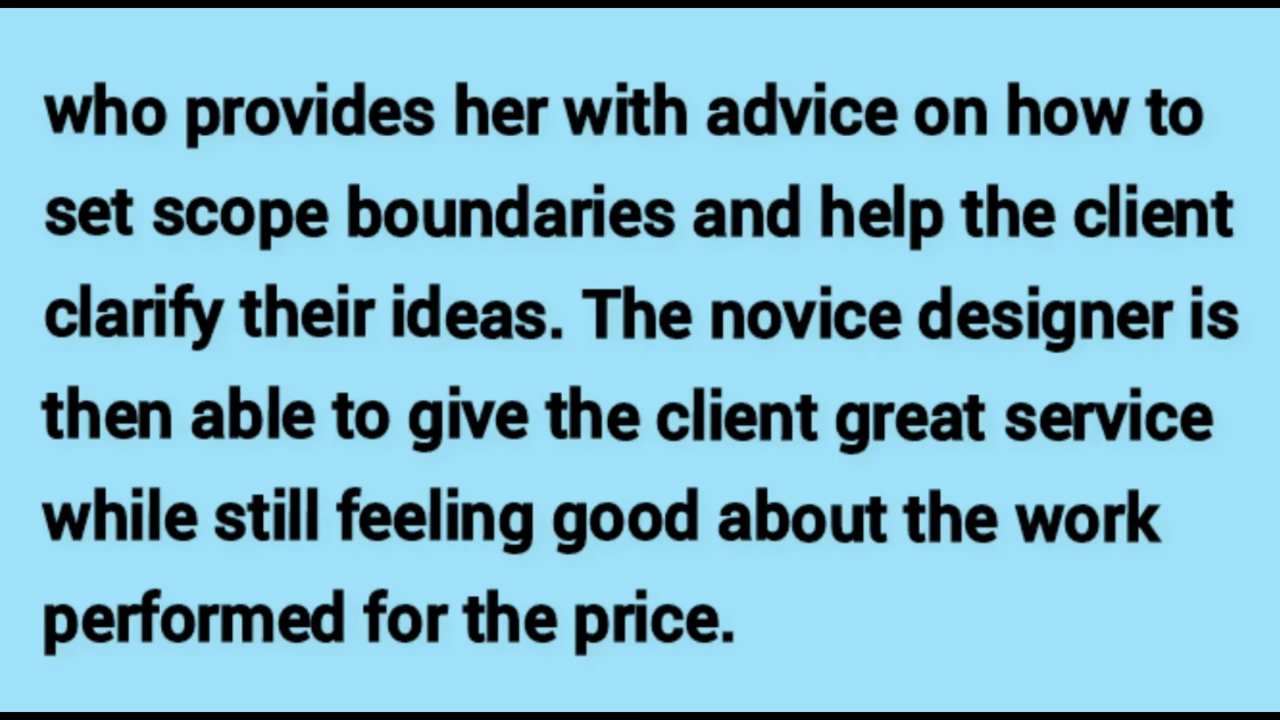 who provides her with advice on how to
set scope boundaries and help the client
clarify their ideas. The novice designer is
then able to give the client great service
while still feeling good about the work
performed for the price.